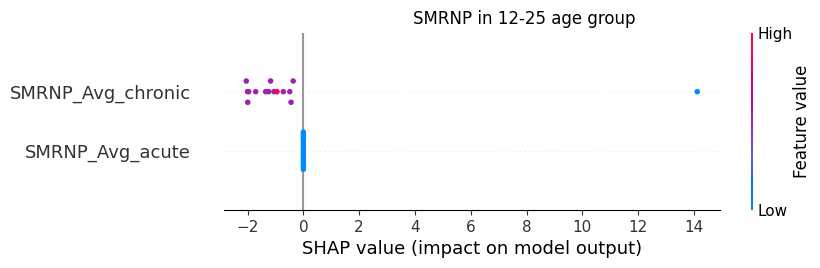 SMRNP in 12-25 age group
High
SMRNP_Avg_chronic
SMRNP_Avg_acute
Feature value
Low
−2 0 2 4 6 8 10 12 14
SHAP value (impact on model output)